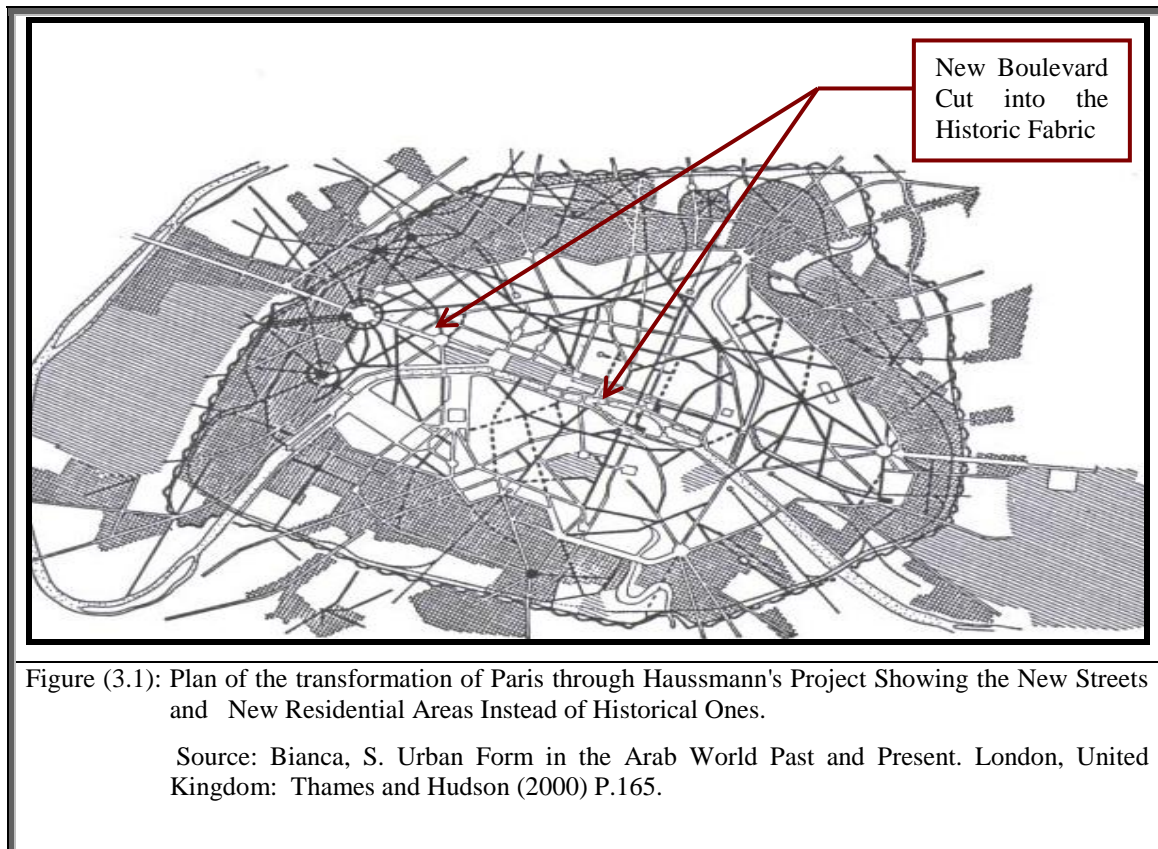 New Boulevard
Cut into the
Historic Fabric
Figure (3.1): Plan of the transformation of Paris through Haussmann's Project Showing the New Streets
and New Residential Areas Instead of Historical Ones.
Source: Bianca, S. Urban Form in the Arab World Past and Present. London, United
Kingdom: Thames and Hudson (2000) P.165.